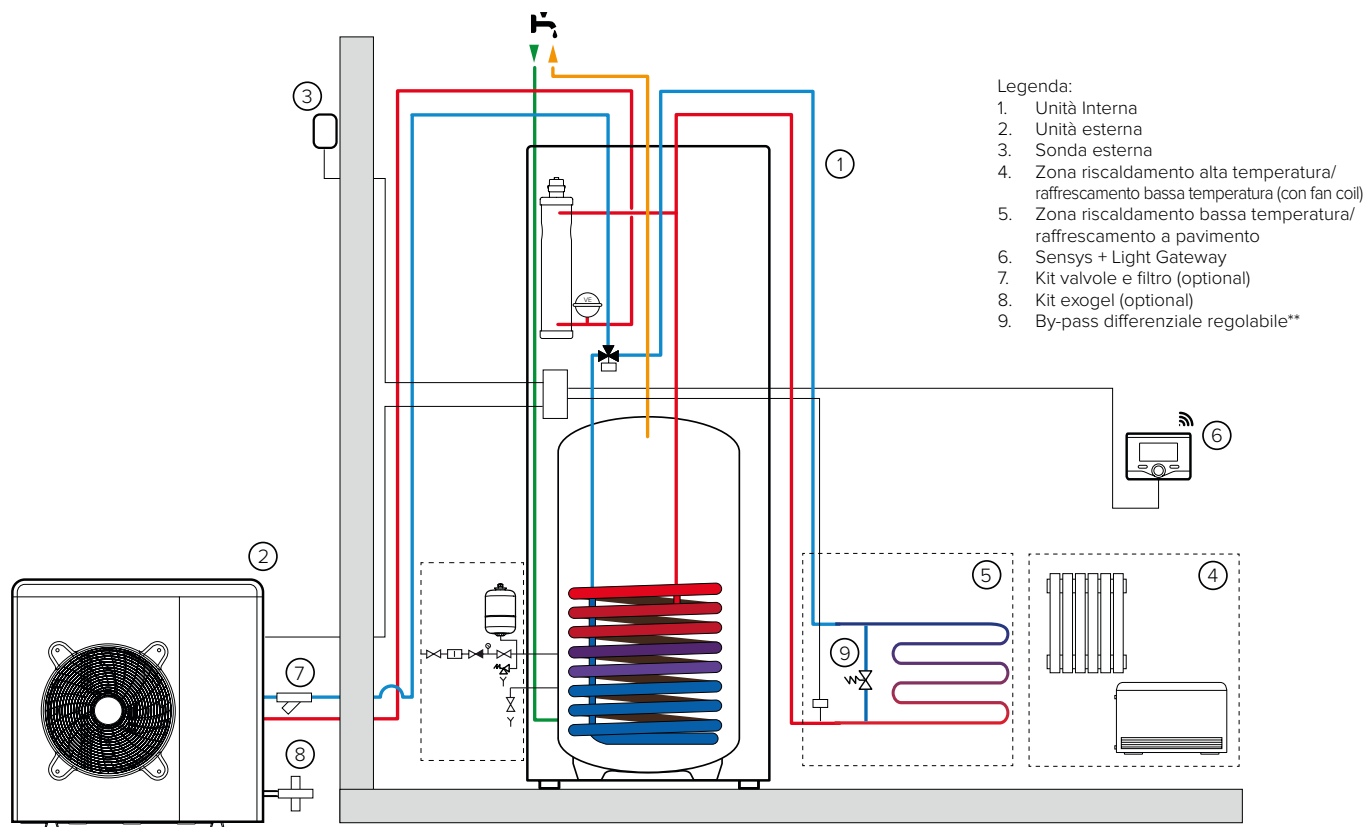 Legenda:
1. Unità Interna
2. Unità esterna
3. Sonda esterna
4. Zona riscaldamento alta temperatura/
raffrescamento bassa temperatura (con fan coil)
5. Zona riscaldamento bassa temperatura/
raffrescamento a pavimento
6. Sensys + Light Gateway
7. Kit valvole e filtro (optional)
8. Kit exogel (optional)
9. By-pass differenziale regolabile**
3
1
VE
6
2
5
4
9
7
8